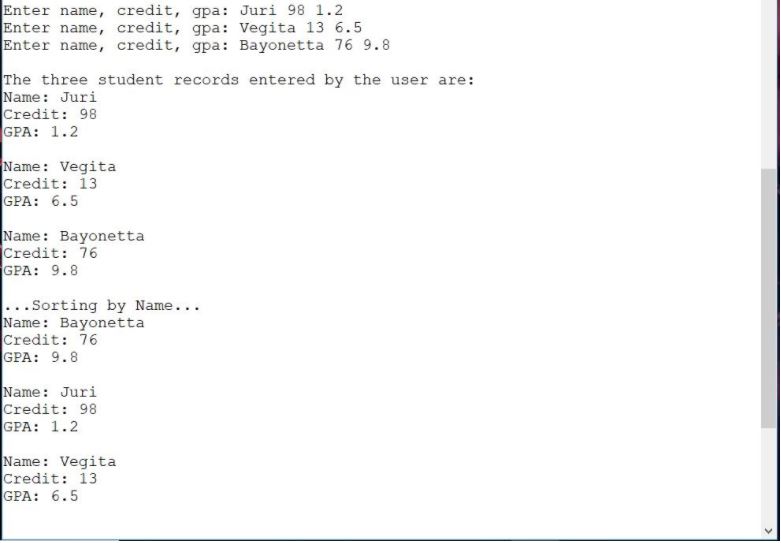 Enter name, credit, gpa: Juri 98 1.2
Enter name, credit, gpa: Vegita 13 6.5
Enter name, credit, gpa: Bayonetta 76 9.8
The three student records entered by the user are:
Name: Juri
Credit: 98
GPA: 1.2
Name: Vegita
Credit: 13
GPA: 6.5
Name: Bayonetta
Credit: 76
GPA: 9.8
...Sorting by Name...
Name: Bayonetta
Credit: 76
GPA: 9.8
Name: Juri
Credit: 98
GPA: 1.2
Name: Vegita
Credit: 13
GPA: 6.5